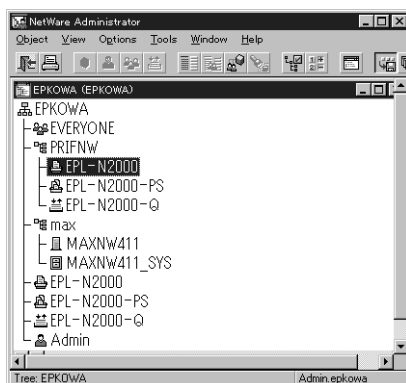 NetWare Administrator
Object View Options Tools Window Help
EPKOWA (EPKOWA)
EPKOWA
EVERYONE
PRIFNW
EPL-N2000
EPL-N2000-PS
EPL-N2000-Q
max
MAXNW411
MAXNW411_SYS
EPL-N2000
EPL-N2000-PS
EPL-N2000-Q
Admin
Tree: EPKOWA Admin.epkowa